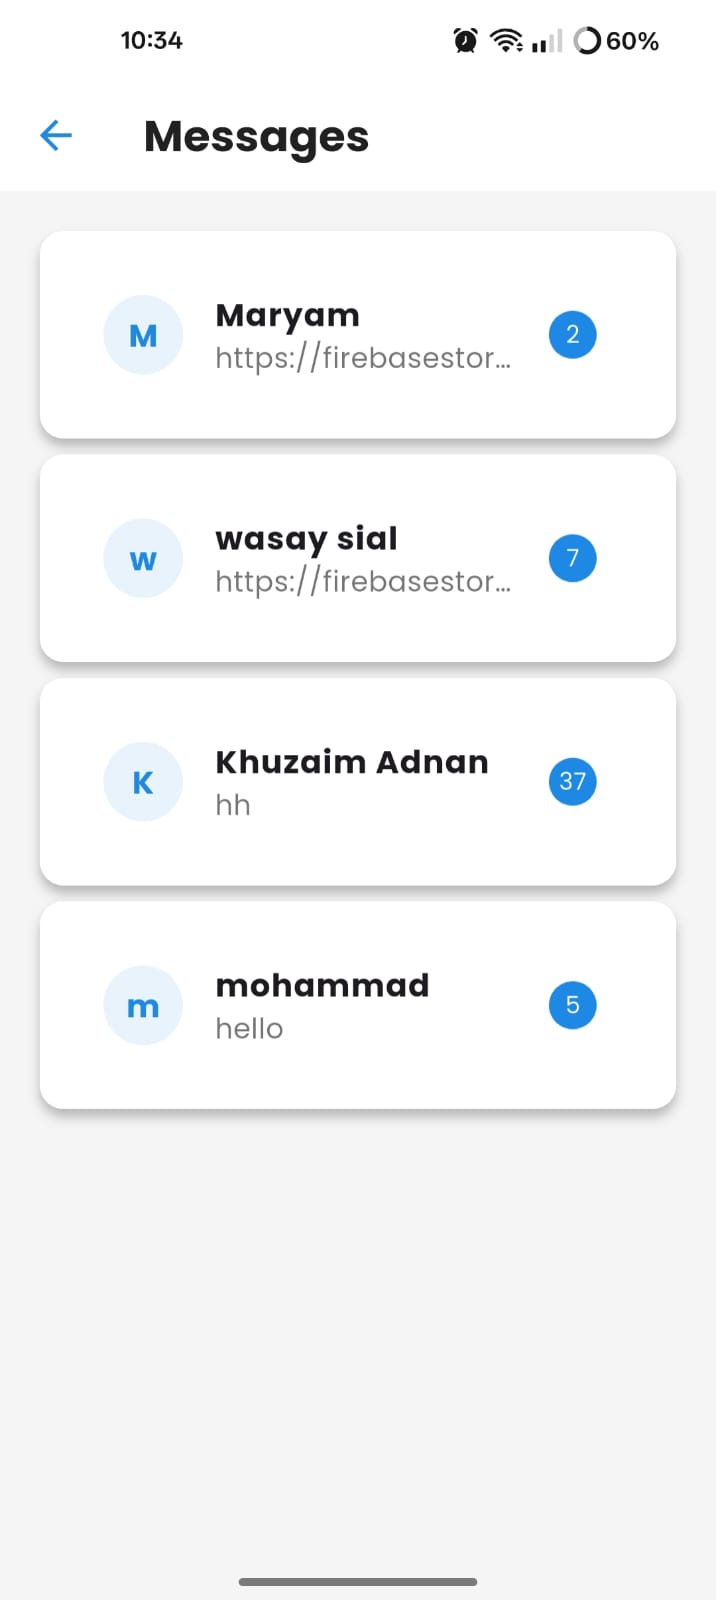 10:34 60%
Messages
M
Maryam
https://firebasestor...
2
w
wasay sial
https://firebasestor...
7
K
Khuzaim Adnan
hh
37
m
mohammad
hello
5